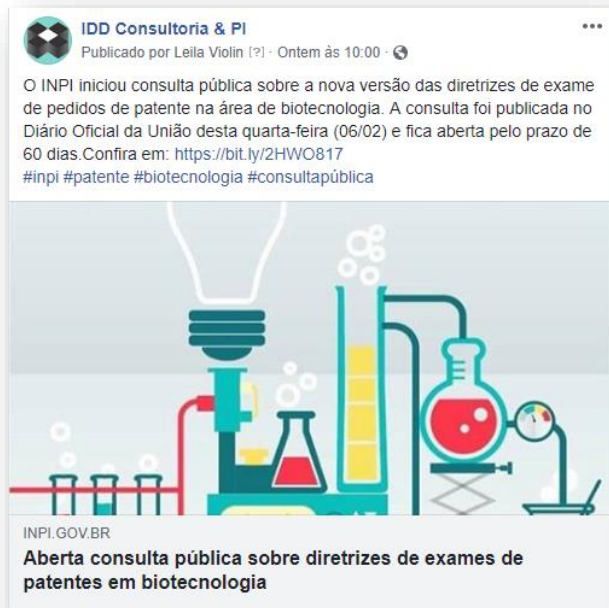 IDD Consultoria & PI
Publicado por Leila Violin [?] · Ontem às 10:00 ·
O INPI iniciou consulta pública sobre a nova versão das diretrizes de exame
de pedidos de patente na área de biotecnologia. A consulta foi publicada no
Diário Oficial da União desta quarta-feira (06/02) e fica aberta pelo prazo de
60 dias.Confira em: https://bit.ly/2HWO817
#inpi #patente #biotecnologia #consultapública
INPI.GOV.BR
Aberta consulta pública sobre diretrizes de exames de
patentes em biotecnologia